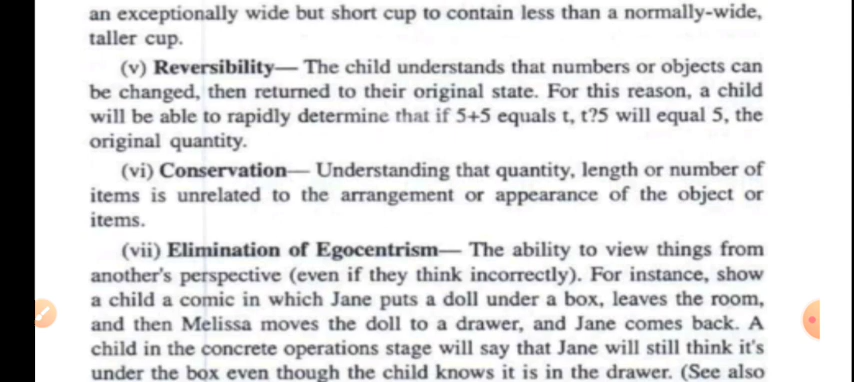 an exceptionally wide but short cup to contain less than a normally-wide,
taller cup.
(v) Reversibility— The child understands that numbers or objects can
be changed, then returned to their original state. For this reason, a child
will be able to rapidly determine that if 5+5 equals t, t?5 will equal 5, the
original quantity.
(vi) Conservation— Understanding that quantity, length or number of
items is unrelated to the arrangement or appearance of the object or
items.
(vii) Elimination of Egocentrism— The ability to view things from
another's perspective (even if they think incorrectly). For instance, show
a child a comic in which Jane puts a doll under a box, leaves the room,
and then Melissa moves the doll to a drawer, and Jane comes back. A
child in the concrete operations stage will say that Jane will still think it's
under the box even though the child knows it is in the drawer. (See also